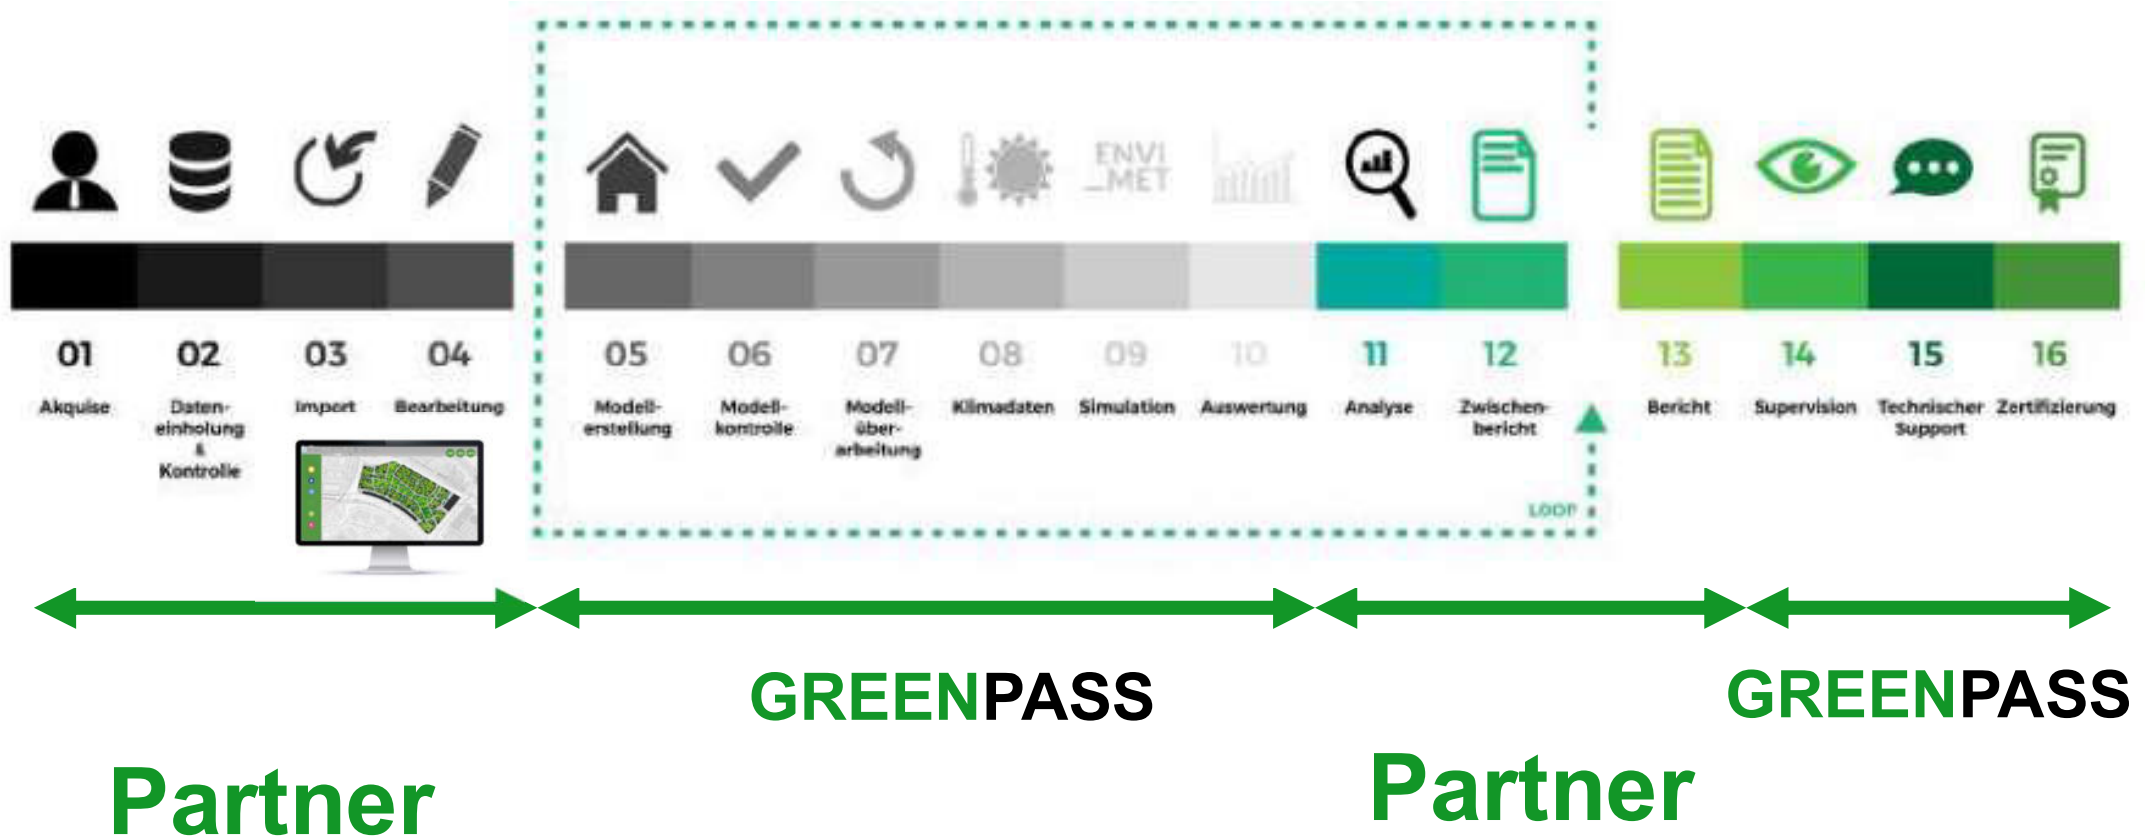 ENVI
_MET
01
02
03
04
05
06
07
08
09
10
11
12
13
14
15
16
Akquise
Daten-
einholung
&
Kontrolle
Import
Bearbeitung
Modell-
erstellung
Modell-
kontrolle
Modell-
über-
arbeitung
Klimadaten
Simulation
Auswertung
Analyse
Zwischen-
bericht
Bericht
Supervision
Technischer
Support
Zertifizierung
LOOP
GREENPASS
GREENPASS
Partner
Partner